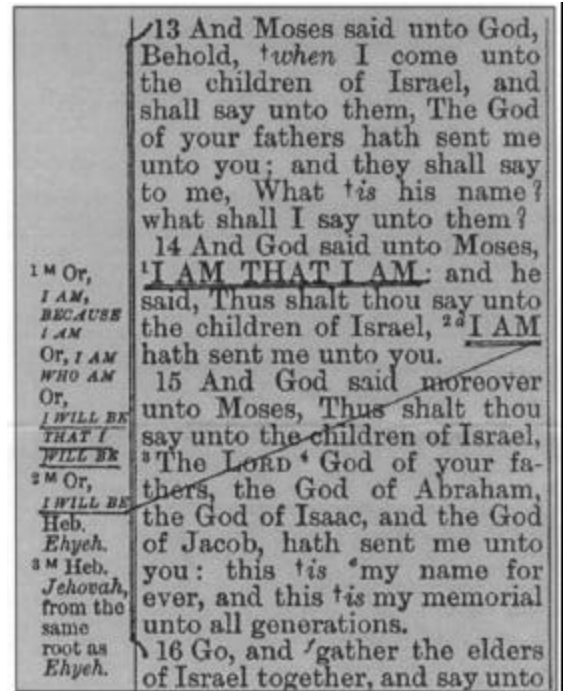 13 And Moses said unto God,
Behold, †when I come unto
the children of Israel, and
shall say unto them, The God
of your fathers hath sent me
unto you; and they shall say
to me, What †is his name?
what shall I say unto them?
14 And God said unto Moses,
¹I AM THAT I AM: and he
said, Thus shalt thou say unto
the children of Israel, ²ᵃI AM
hath sent me unto you.
15 And God said moreover
unto Moses, Thus shalt thou
say unto the children of Israel,
³The LORD ⁴ God of your fa-
thers, the God of Abraham,
the God of Isaac, and the God
of Jacob, hath sent me unto
you: this †is ᵉmy name for
ever, and this †is my memorial
unto all generations.
16 Go, and ᶠgather the elders
of Israel together, and say unto
1 M Or,
I AM,
BECAUSE
I AM
Or, I AM
WHO AM
Or,
I WILL BE
THAT I
WILL BE
2 M Or,
I WILL BE
Heb.
Ehyeh.
3 M Heb.
Jehovah,
from the
same
root as
Ehyeh.